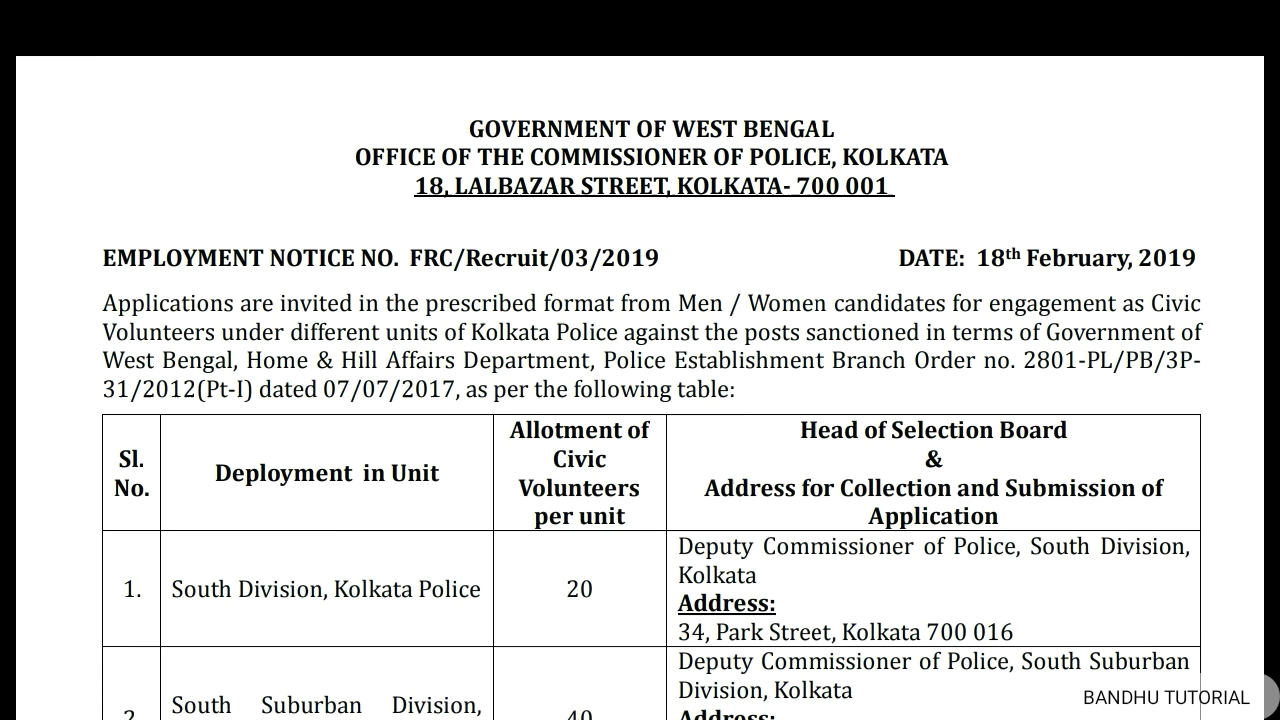 GOVERNMENT OF WEST BENGAL
OFFICE OF THE COMMISSIONER OF POLICE, KOLKATA
18, LALBAZAR STREET, KOLKATA- 700 001
EMPLOYMENT NOTICE NO. FRC/Recruit/03/2019 DATE: 18th February, 2019
Applications are invited in the prescribed format from Men / Women candidates for engagement as Civic
Volunteers under different units of Kolkata Police against the posts sanctioned in terms of Government of
West Bengal, Home & Hill Affairs Department, Police Establishment Branch Order no. 2801-PL/PB/3P-
31/2012(Pt-I) dated 07/07/2017, as per the following table:
Sl.
No.
Deployment in Unit
Allotment of
Civic
Volunteers
per unit
Head of Selection Board
&
Address for Collection and Submission of
Application
1.
South Division, Kolkata Police
20
Deputy Commissioner of Police, South Division,
Kolkata
Address:
34, Park Street, Kolkata 700 016
2.
South Suburban Division,
40
Deputy Commissioner of Police, South Suburban
Division, Kolkata
Address:
BANDHU TUTORIAL